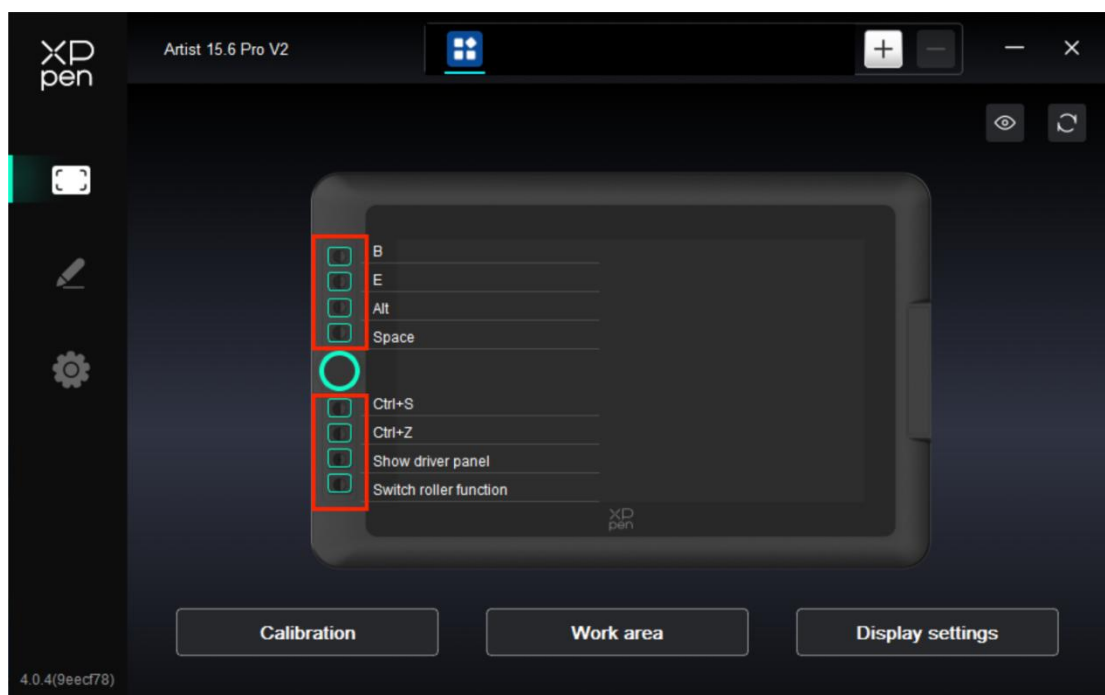 XP
pen
Artist 15.6 Pro V2
B
E
Alt
Space
Ctrl+S
Ctrl+Z
Show driver panel
Switch roller function
XP
pen
Calibration
Work area
Display settings
4.0.4(9eecf78)